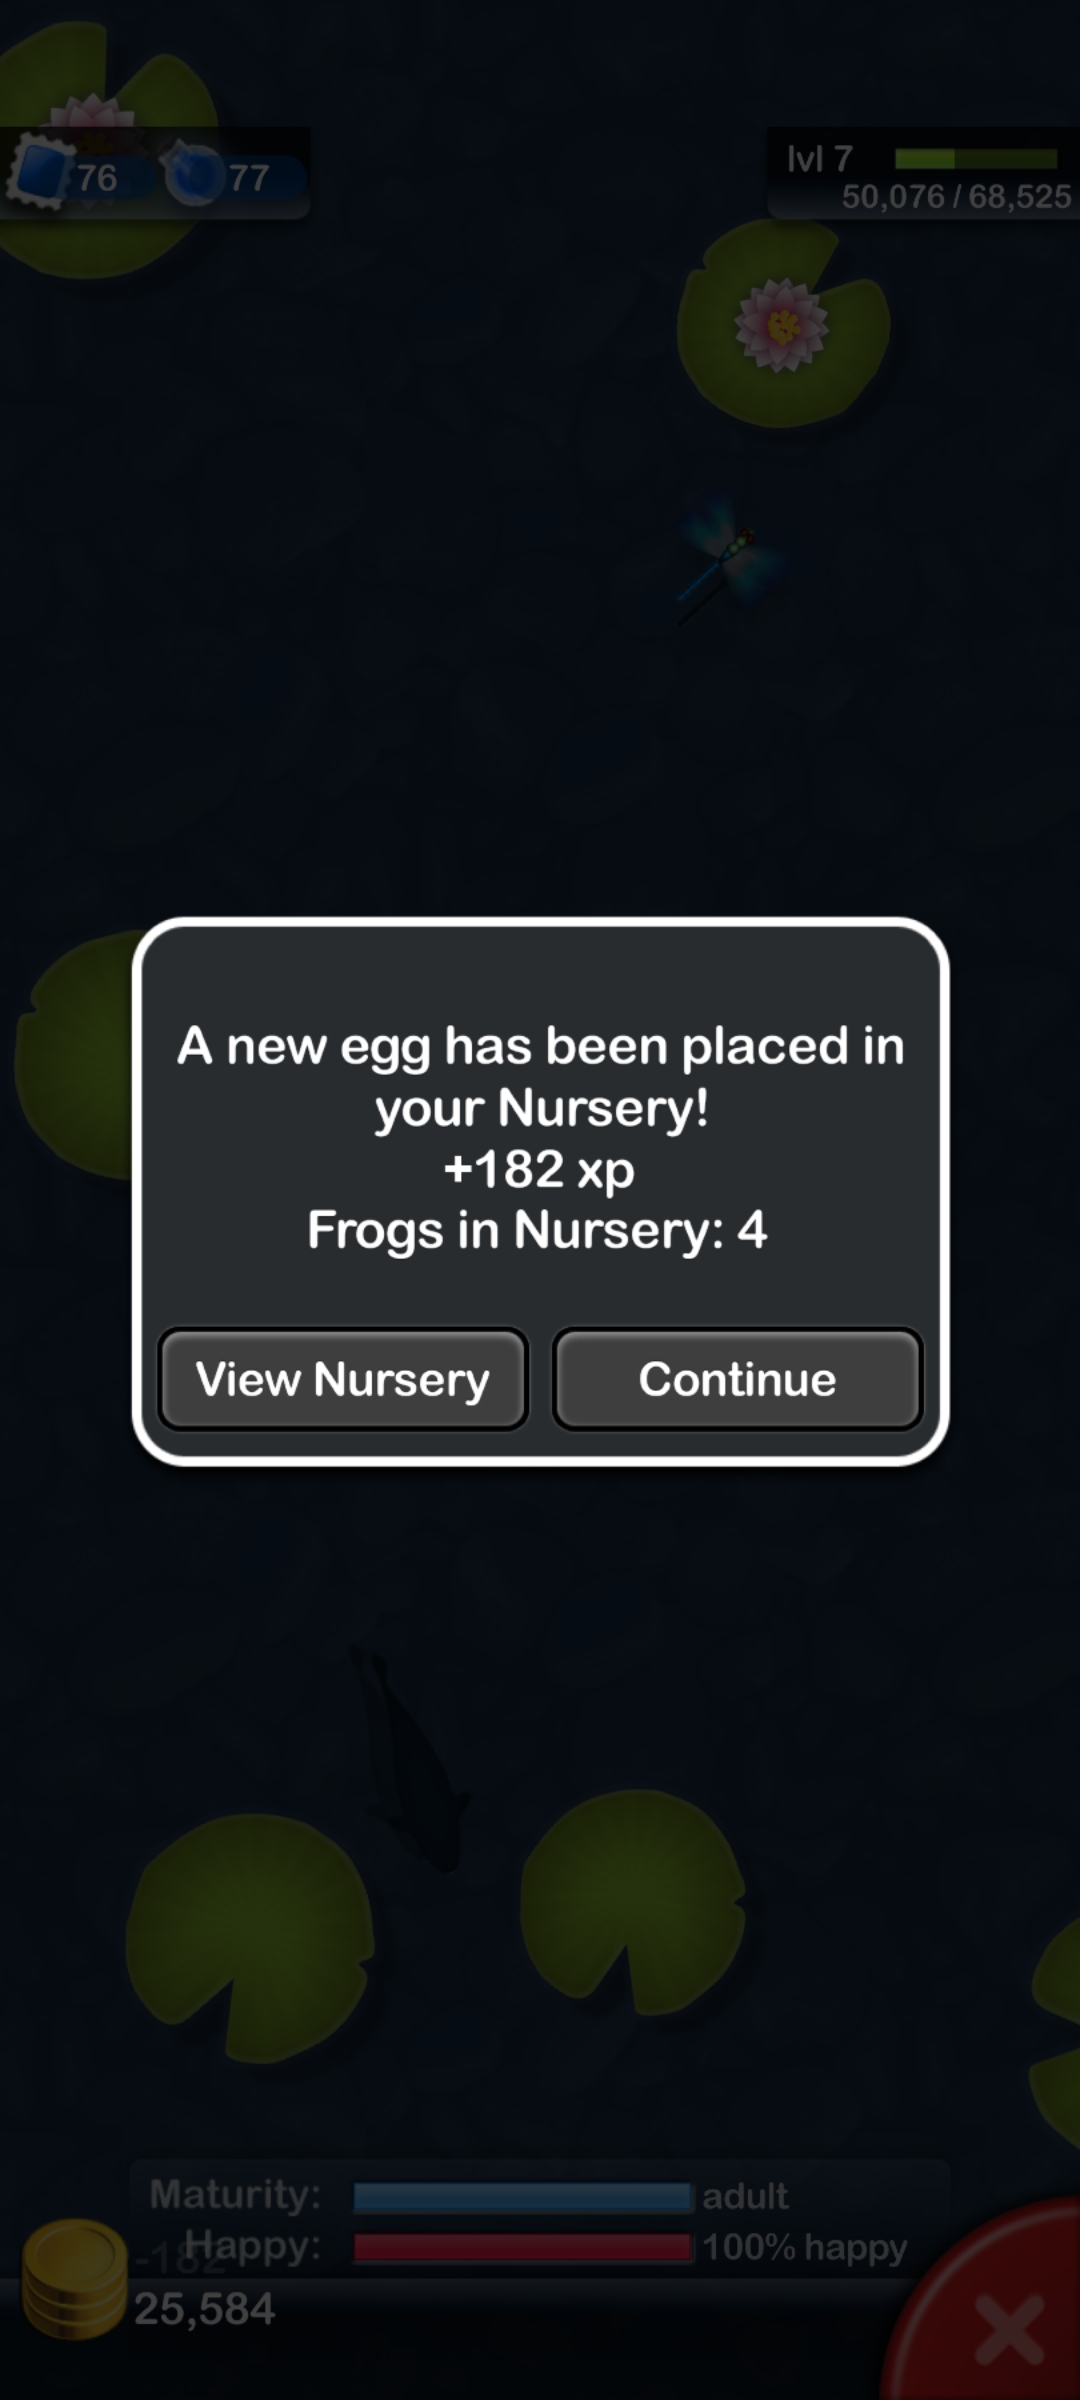 76 77
lvl 7
50,076 / 68,525
A new egg has been placed in
your Nursery!
+182 xp
Frogs in Nursery: 4
View Nursery Continue
Maturity: adult
Happy: 100% happy
-182
25,584